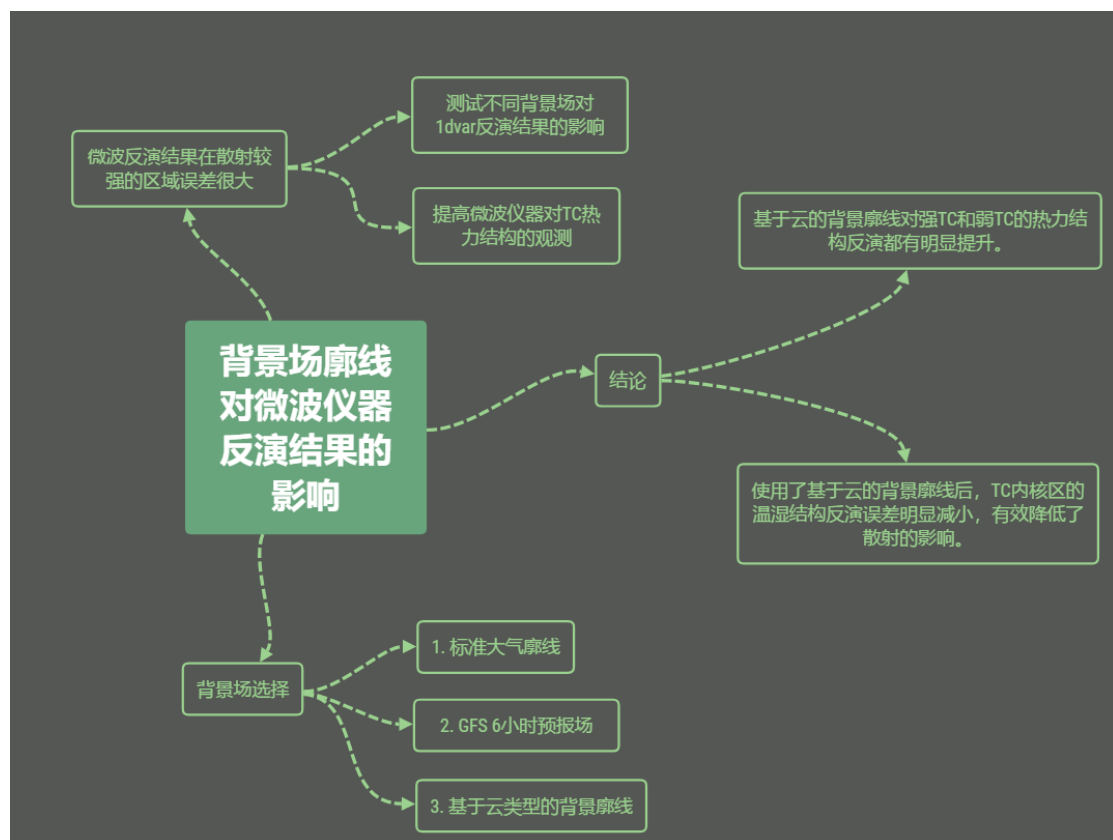 测试不同背景场对
1dvar反演结果的影响
微波反演结果在散射较
强的区域误差很大
提高微波仪器对TC热
力结构的观测
基于云的背景廓线对强TC和弱TC的热力结
构反演都有明显提升。
背景场廓线
对微波仪器
反演结果的
影响
结论
使用了基于云的背景廓线后，TC内核区的
温湿结构反演误差明显减小，有效降低了
散射的影响。
背景场选择
1. 标准大气廓线
2. GFS 6小时预报场
3. 基于云类型的背景廓线